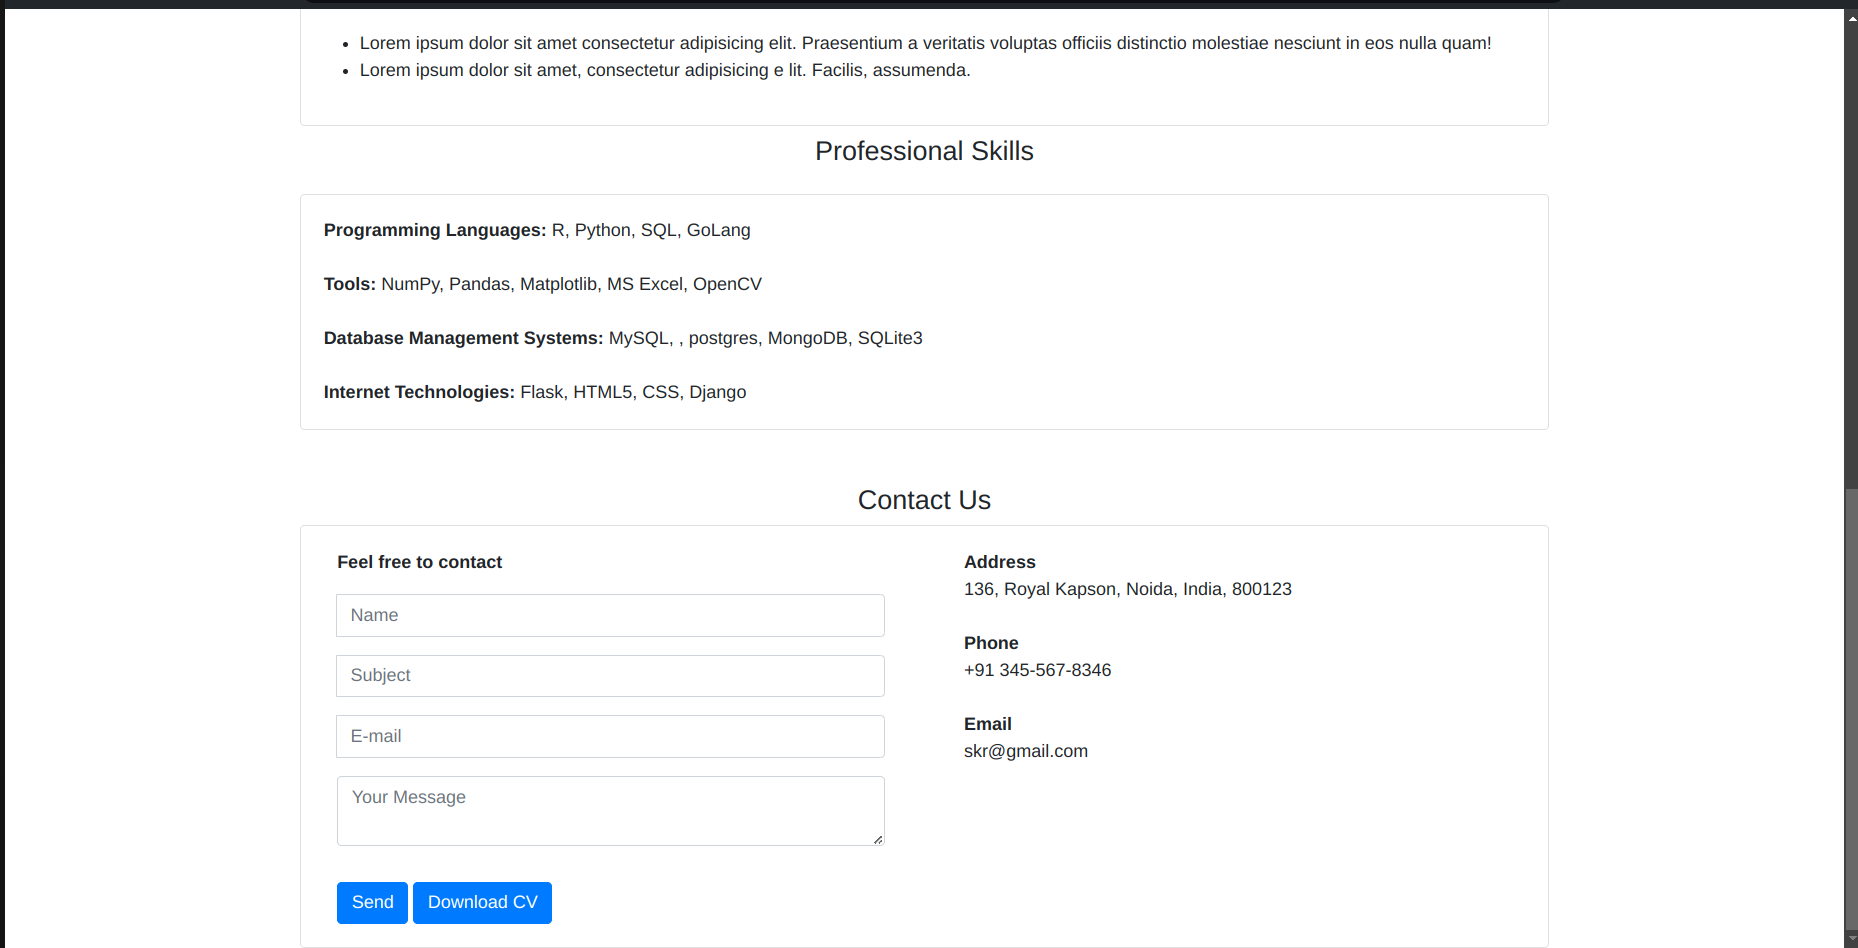 Lorem ipsum dolor sit amet consectetur adipisicing elit. Praesentium a veritatis voluptas officiis distinctio molestiae nesciunt in eos nulla quam!
Lorem ipsum dolor sit amet, consectetur adipisicing e lit. Facilis, assumenda.
Professional Skills
Programming Languages: R, Python, SQL, GoLang
Tools: NumPy, Pandas, Matplotlib, MS Excel, OpenCV
Database Management Systems: MySQL, , postgres, MongoDB, SQLite3
Internet Technologies: Flask, HTML5, CSS, Django
Contact Us
Feel free to contact
Name
Subject
E-mail
Your Message
Send
Download CV
Address
136, Royal Kapson, Noida, India, 800123
Phone
+91 345-567-8346
Email
skr@gmail.com